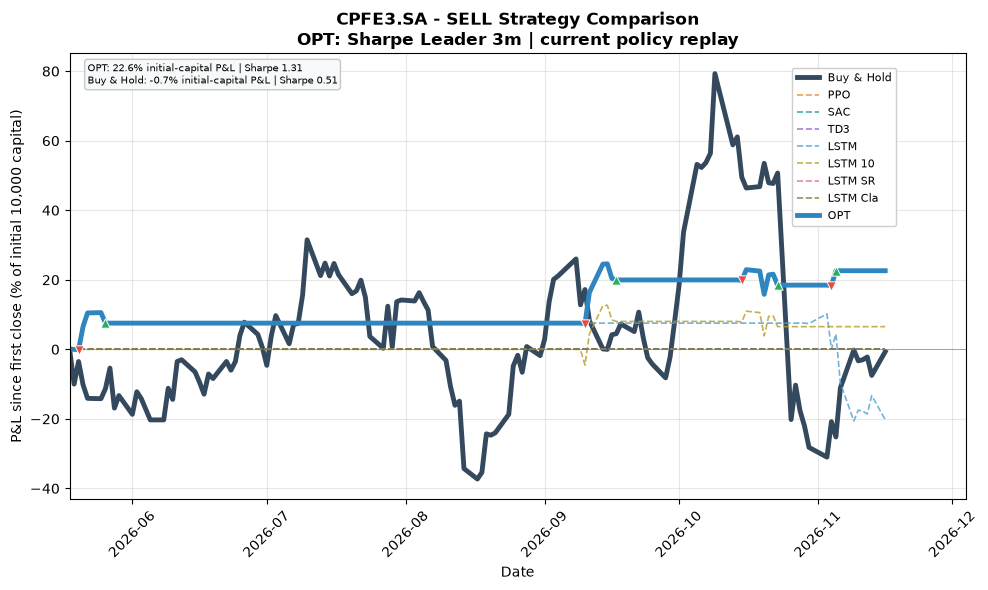 CPFE3.SA - SELL Strategy Comparison
OPT: Sharpe Leader 3m | current policy replay
OPT: 22.6% initial-capital P&L | Sharpe 1.31
Buy & Hold: -0.7% initial-capital P&L | Sharpe 0.51
Buy & Hold
PPO
SAC
TD3
LSTM
LSTM 10
LSTM SR
LSTM Cla
OPT
P&L since first close (% of initial 10,000 capital)
80
60
40
20
0
−20
−40
2026-06
2026-07
2026-08
2026-09
2026-10
2026-11
2026-12
Date